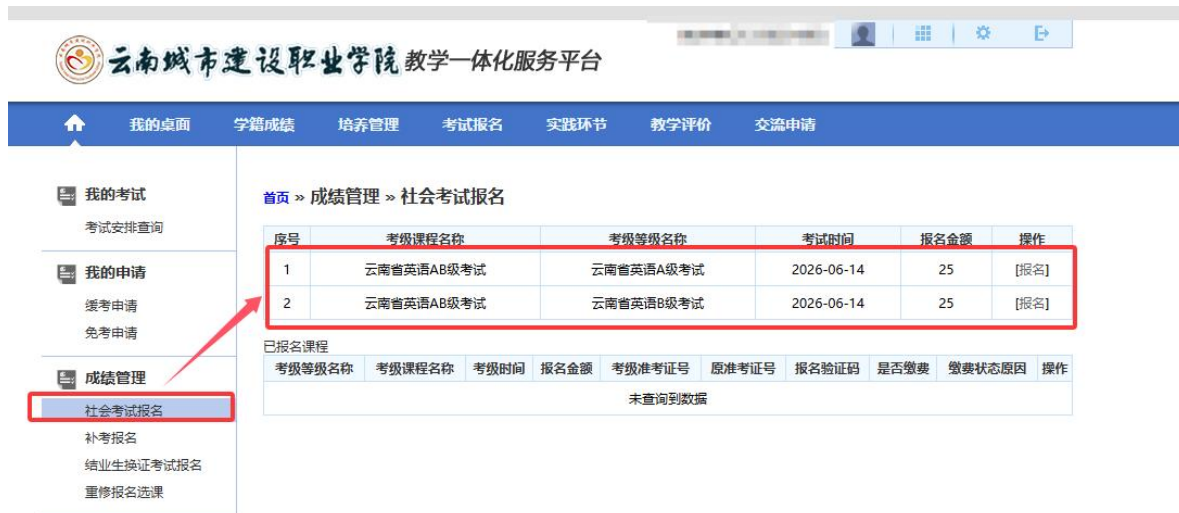 云南城市建设职业学院 教学一体化服务平台
我的桌面 学籍成绩 培养管理 考试报名 实践环节 教学评价 交流申请
我的考试
考试安排查询
我的申请
缓考申请
免考申请
成绩管理
社会考试报名
补考报名
结业生换证考试报名
重修报名选课
首页 » 成绩管理 » 社会考试报名
序号 考级课程名称 考级等级名称 考试时间 报名金额 操作
1 云南省英语AB级考试 云南省英语A级考试 2026-06-14 25 [报名]
2 云南省英语AB级考试 云南省英语B级考试 2026-06-14 25 [报名]
已报名课程
考级等级名称 考级课程名称 考级时间 报名金额 考级准考证号 原准考证号 报名验证码 是否缴费 缴费状态原因 操作
未查询到数据